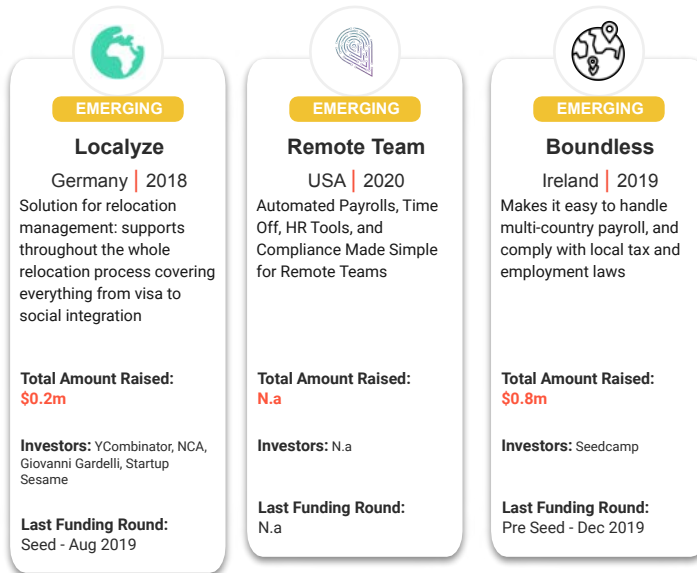 EMERGING
Localyze
Germany | 2018
Solution for relocation
management: supports
throughout the whole
relocation process covering
everything from visa to
social integration
Total Amount Raised:
$0.2m
Investors: YCombinator, NCA,
Giovanni Gardelli, Startup
Sesame
Last Funding Round:
Seed - Aug 2019
EMERGING
Remote Team
USA | 2020
Automated Payrolls, Time
Off, HR Tools, and
Compliance Made Simple
for Remote Teams
Total Amount Raised:
N.a
Investors: N.a
Last Funding Round:
N.a
EMERGING
Boundless
Ireland | 2019
Makes it easy to handle
multi-country payroll, and
comply with local tax and
employment laws
Total Amount Raised:
$0.8m
Investors: Seedcamp
Last Funding Round:
Pre Seed - Dec 2019